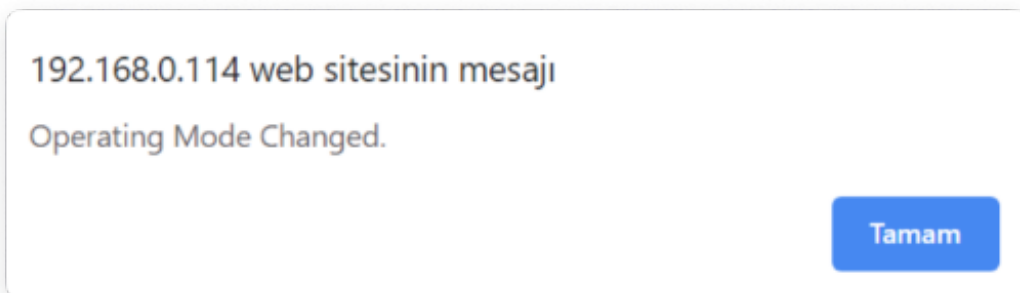 192.168.0.114 web sitesinin mesajı
Operating Mode Changed.
Tamam